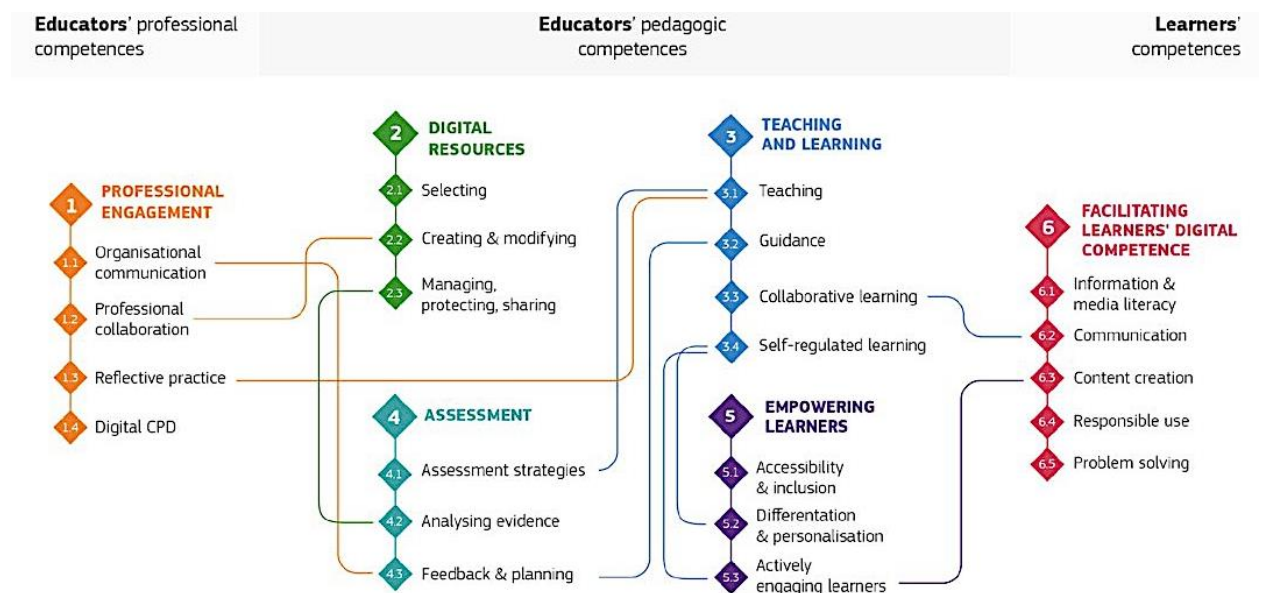 Educators' professional
competences
Educators' pedagogic
competences
Learners'
competences
1
PROFESSIONAL
ENGAGEMENT
1.1
Organisational
communication
1.2
Professional
collaboration
1.3
Reflective practice
1.4
Digital CPD
2
DIGITAL
RESOURCES
2.1
Selecting
2.2
Creating & modifying
2.3
Managing,
protecting, sharing
3
TEACHING
AND LEARNING
3.1
Teaching
3.2
Guidance
3.3
Collaborative learning
3.4
Self-regulated learning
4
ASSESSMENT
4.1
Assessment strategies
4.2
Analysing evidence
4.3
Feedback & planning
5
EMPOWERING
LEARNERS
5.1
Accessibility
& inclusion
5.2
Differentation
& personalisation
5.3
Actively
engaging learners
6
FACILITATING
LEARNERS' DIGITAL
COMPETENCE
6.1
Information &
media literacy
6.2
Communication
6.3
Content creation
6.4
Responsible use
6.5
Problem solving